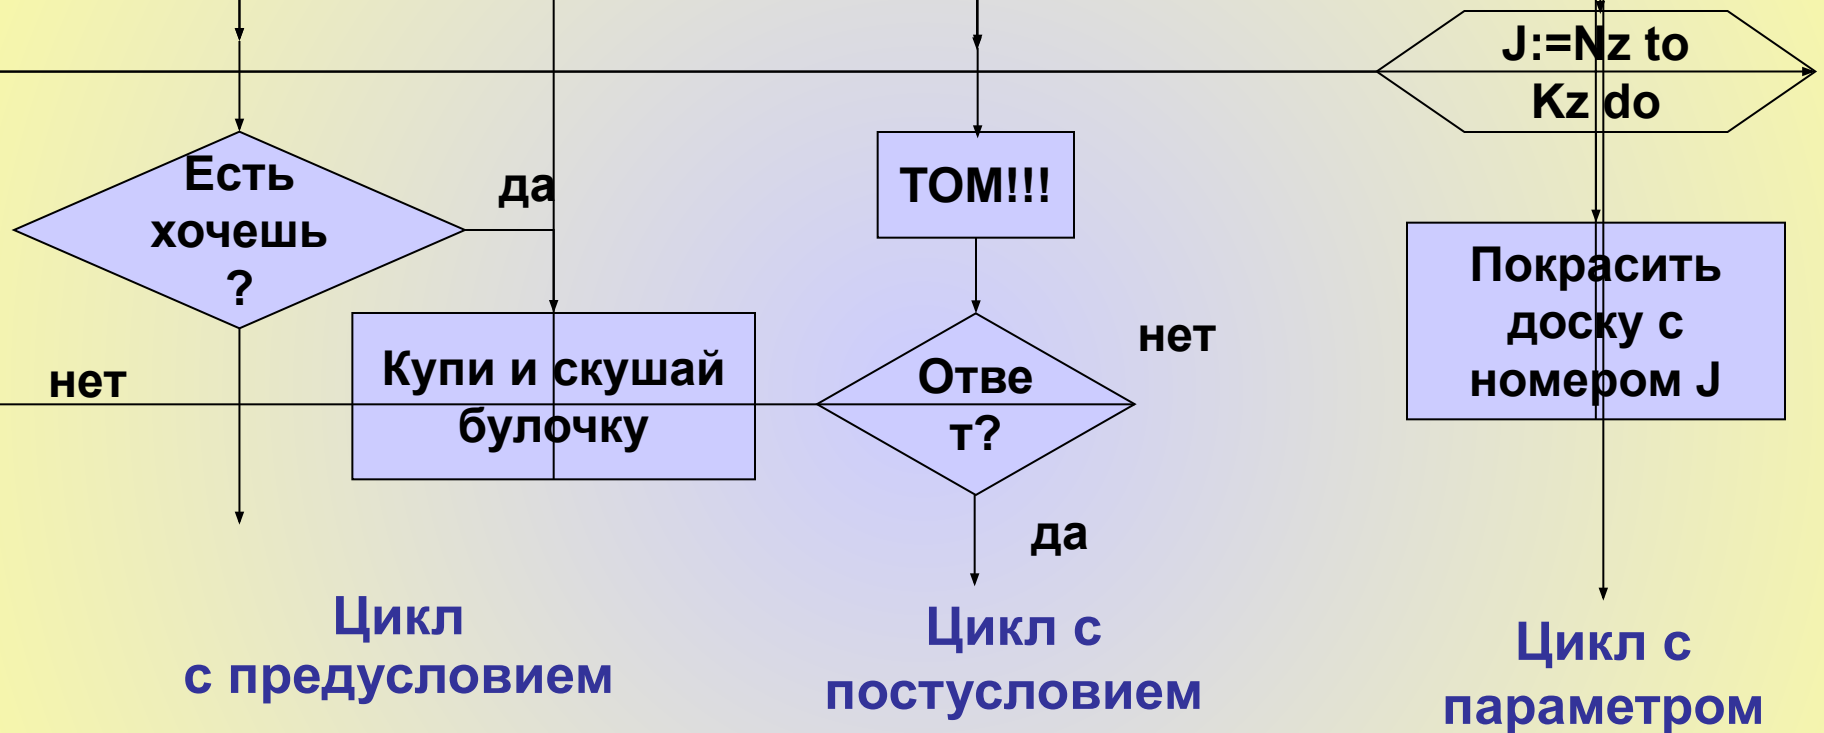 Есть
хочешь
?
да
нет
Купи и скушай
булочку
Цикл
с предусловием
ТОМ!!!
Отве
т?
нет
да
Цикл с
постусловием
J:=Nz to
Kz do
Покрасить
доску с
номером J
Цикл с
параметром